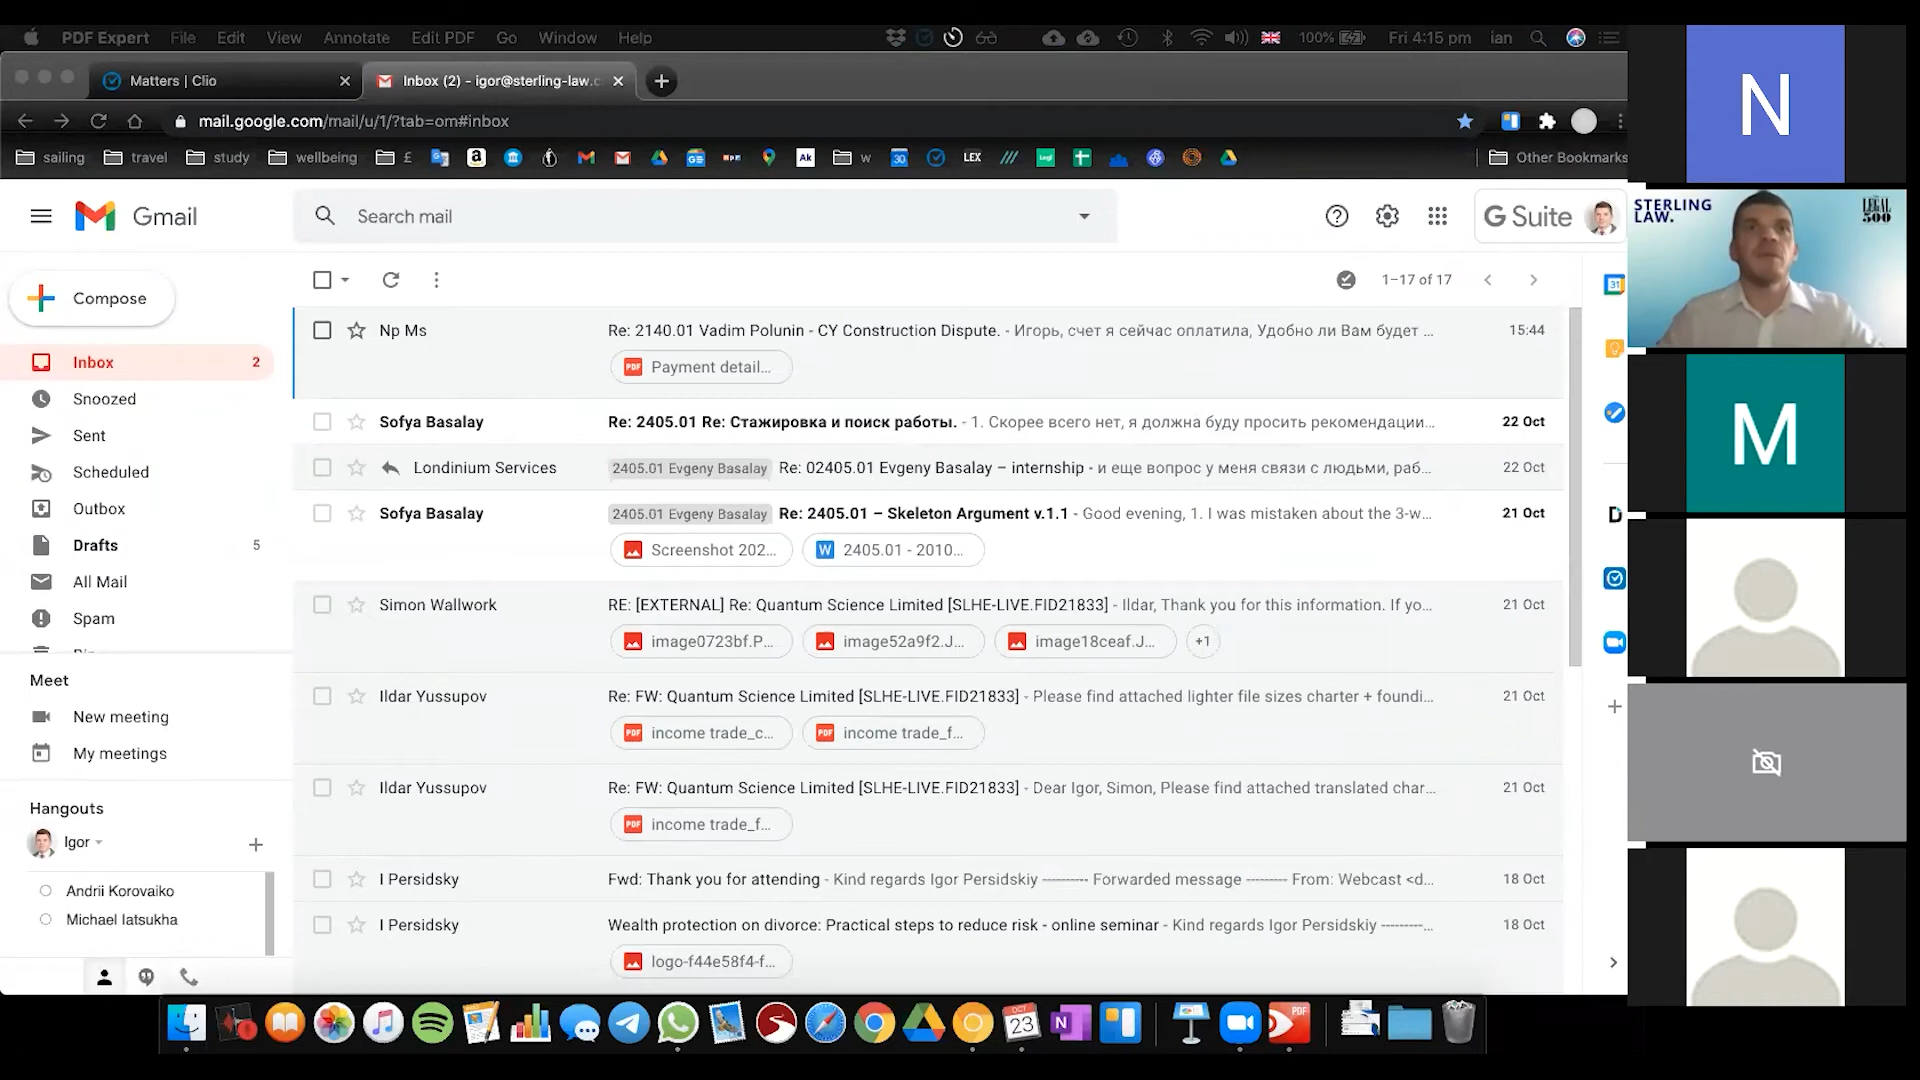 PDF Expert File Edit View Annotate Edit PDF Go Window Help 100% Fri 4:15 pm ian
Matters | Clio
Inbox (2) - igor@sterling-law.c
mail.google.com/mail/u/1/?tab=om#inbox
sailing travel study wellbeing £ Ak w 30 LEX Other Bookmarks
Gmail
Search mail
G Suite
Compose
1–17 of 17
Inbox 2
Snoozed
Sent
Scheduled
Outbox
Drafts 5
All Mail
Spam
Meet
New meeting
My meetings
Hangouts
Igor
Andrii Korovaiko
Michael Iatsukha
Np Ms Re: 2140.01 Vadim Polunin - CY Construction Dispute. - Игорь, счет я сейчас оплатила, Удобно ли Вам будет ... 15:44
PDF Payment detail...
Sofya Basalay Re: 2405.01 Re: Стажировка и поиск работы. - 1. Скорее всего нет, я должна буду просить рекомендации... 22 Oct
Londinium Services 2405.01 Evgeny Basalay Re: 02405.01 Evgeny Basalay – internship - и еще вопрос у меня связи с людьми, раб... 22 Oct
Sofya Basalay 2405.01 Evgeny Basalay Re: 2405.01 – Skeleton Argument v.1.1 - Good evening, 1. I was mistaken about the 3-w... 21 Oct
Screenshot 202... W 2405.01 - 2010...
Simon Wallwork RE: [EXTERNAL] Re: Quantum Science Limited [SLHE-LIVE.FID21833] - Ildar, Thank you for this information. If yo... 21 Oct
image0723bf.P... image52a9f2.J... image18ceaf.J... +1
Ildar Yussupov Re: FW: Quantum Science Limited [SLHE-LIVE.FID21833] - Please find attached lighter file sizes charter + foundi... 21 Oct
PDF income trade_c... PDF income trade_f...
Ildar Yussupov Re: FW: Quantum Science Limited [SLHE-LIVE.FID21833] - Dear Igor, Simon, Please find attached translated char... 21 Oct
PDF income trade_f...
I Persidsky Fwd: Thank you for attending - Kind regards Igor Persidskiy ---------- Forwarded message --------- From: Webcast <d... 18 Oct
I Persidsky Wealth protection on divorce: Practical steps to reduce risk - online seminar - Kind regards Igor Persidskiy ---------... 18 Oct
logo-f44e58f4-f...
31
N
STERLING
LAW.
LEGAL
500
M
OCT
23
N
PDF